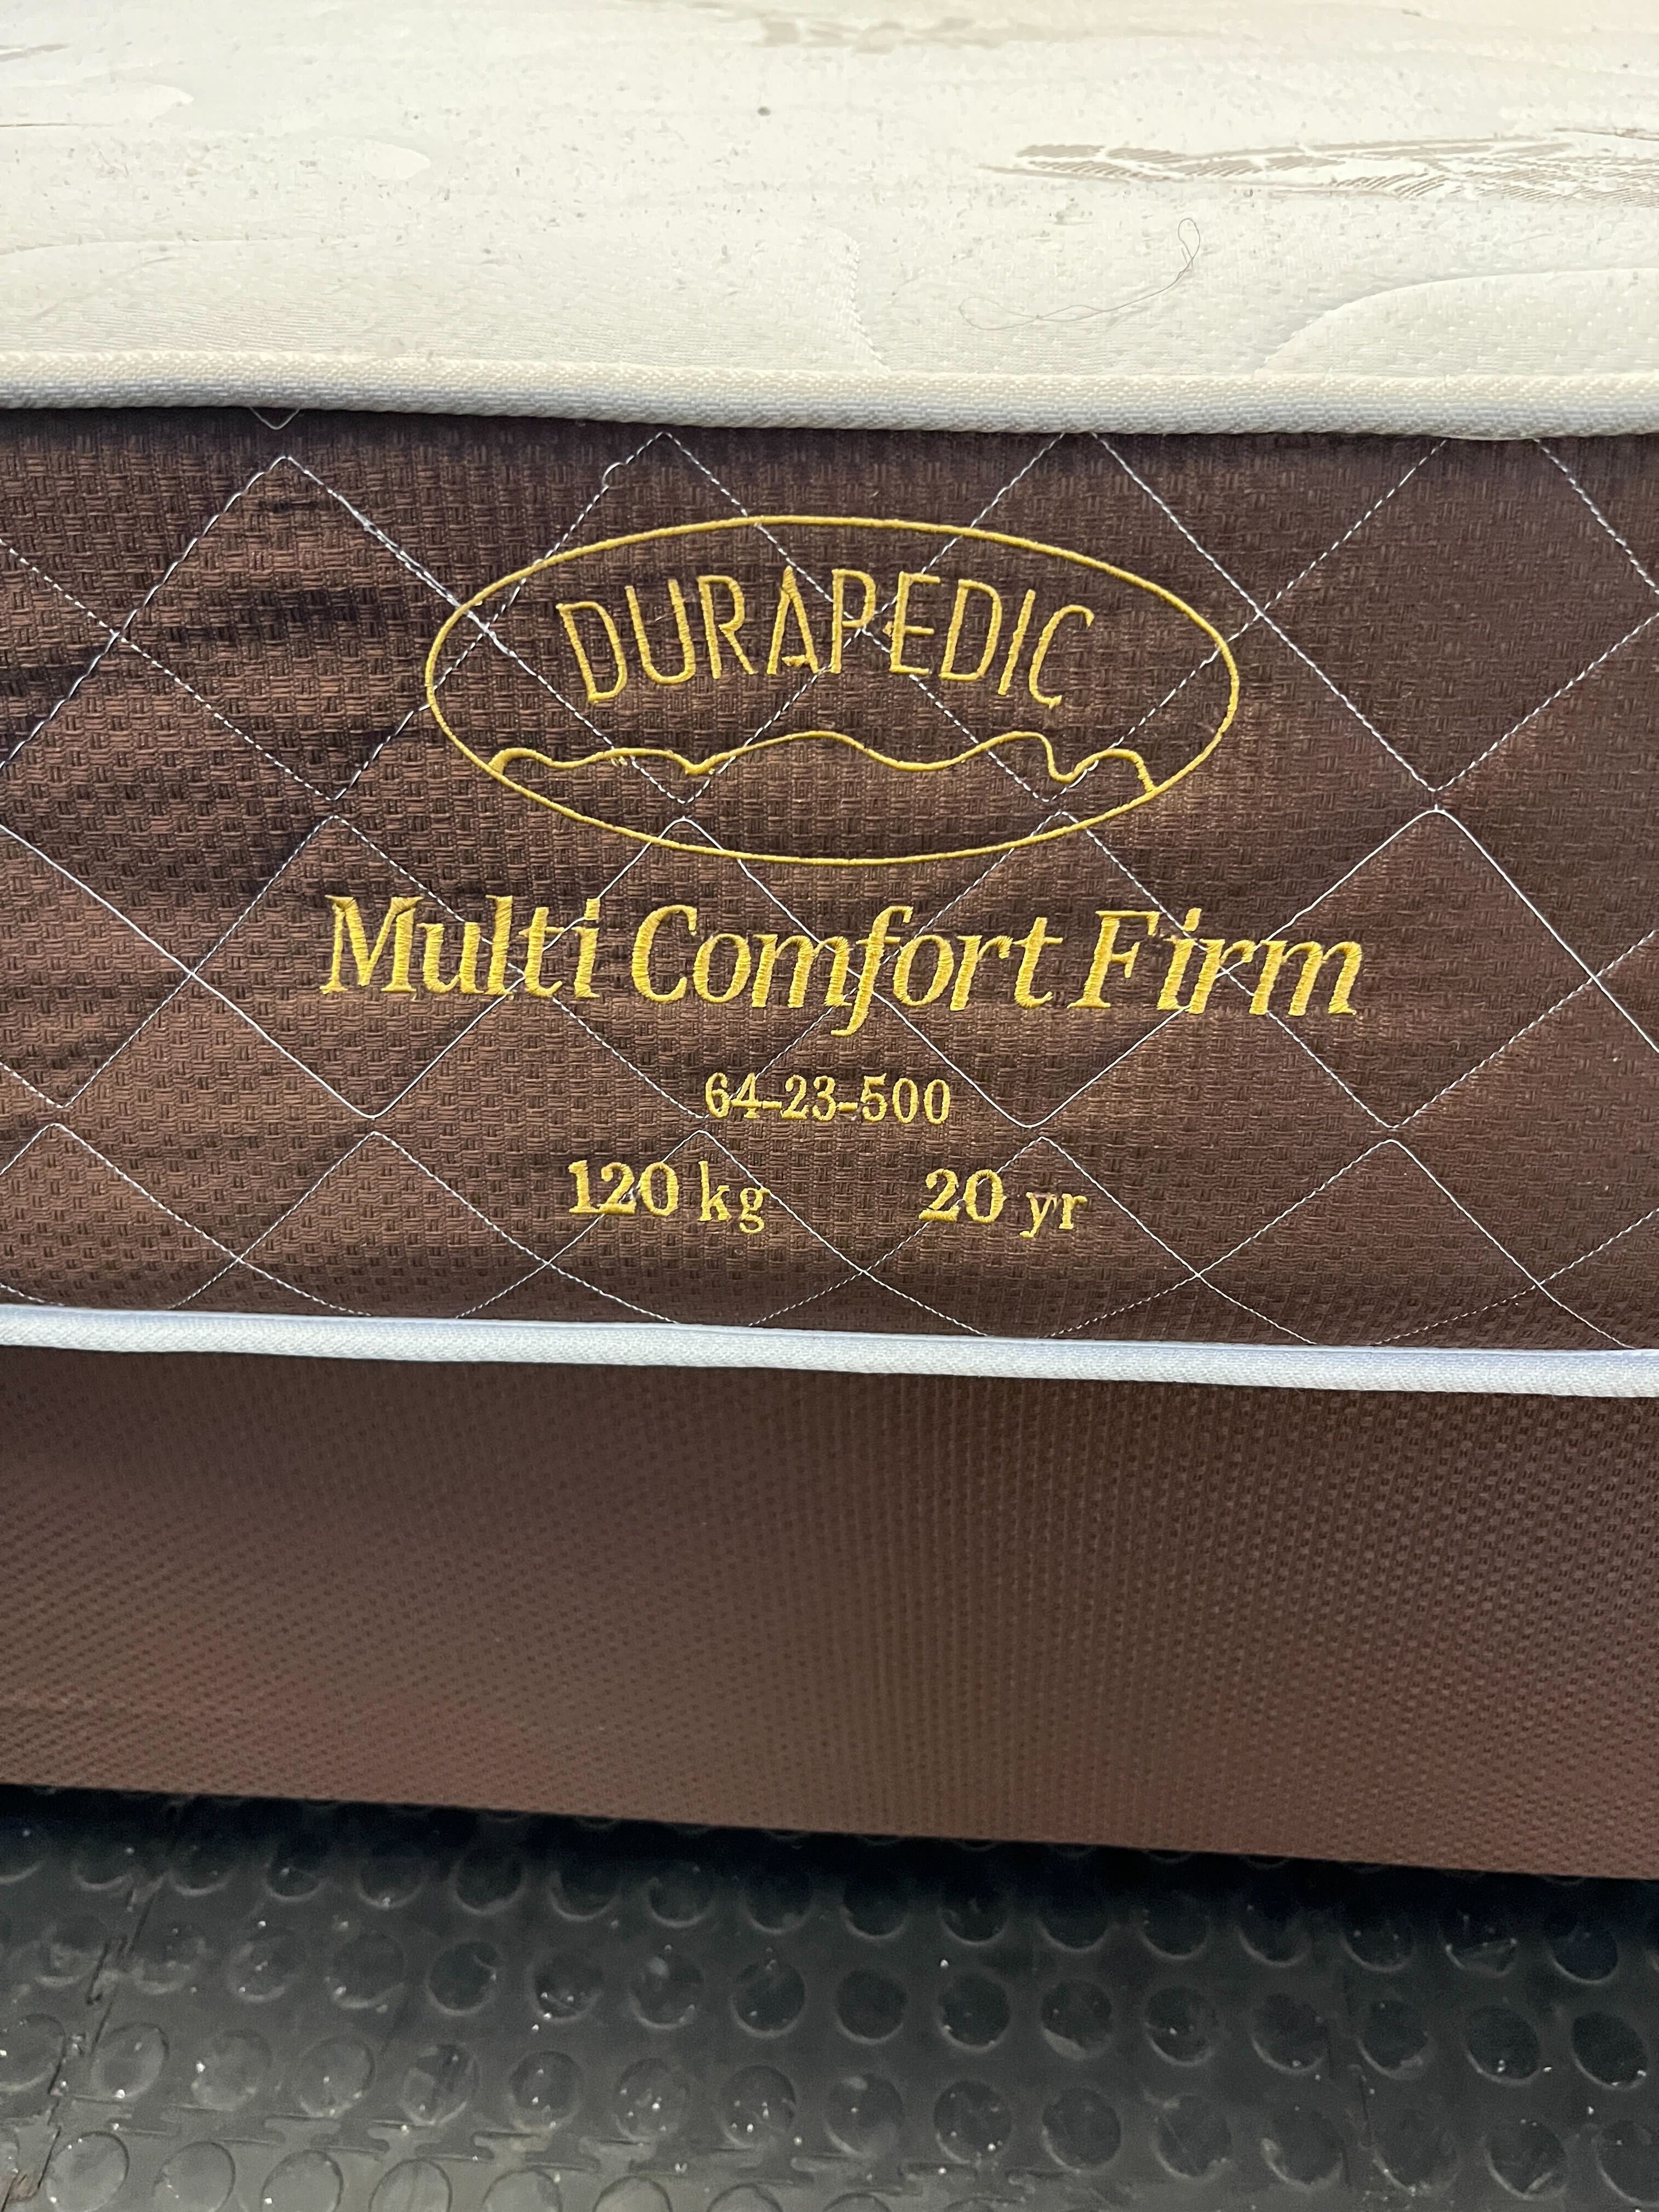 DURAPEDIC
Multi Comfort Firm
64-23-500
120 kg 20 yr